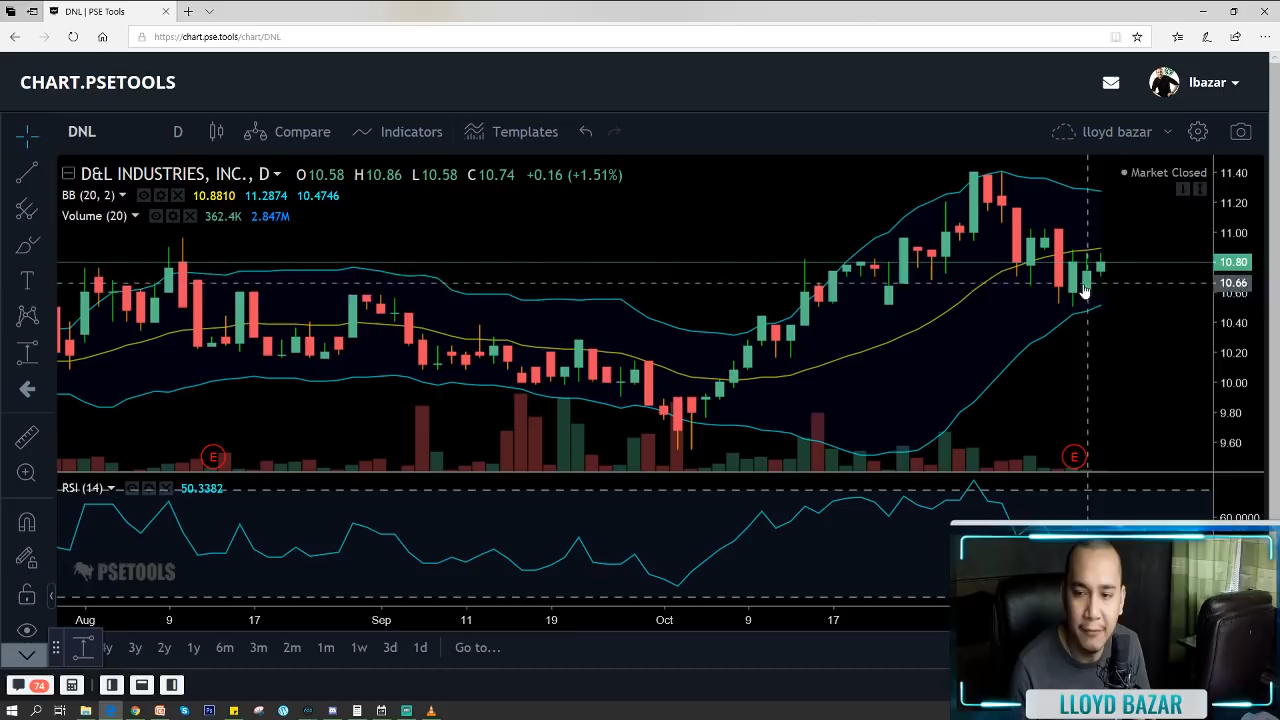 DNL | PSE Tools
https://chart.pse.tools/chart/DNL
CHART.PSETOOLS
lbazar
DNL D Compare Indicators Templates lloyd bazar
D&L INDUSTRIES, INC., D O10.58 H10.86 L10.58 C10.74 +0.16 (+1.51%)
Market Closed
BB (20, 2) 10.8810 11.2874 10.4746
Volume (20) 362.4K 2.847M
11.40
11.20
11.00
10.80
10.66
10.60
10.40
10.20
10.00
9.80
9.60
E E
RSI (14) 50.3382
60.0000
PSETOOLS
Aug 9 17 Sep 11 19 Oct 9 17
3y 2y 1y 6m 3m 2m 1m 1w 3d 1d Go to...
74
LLOYD BAZAR